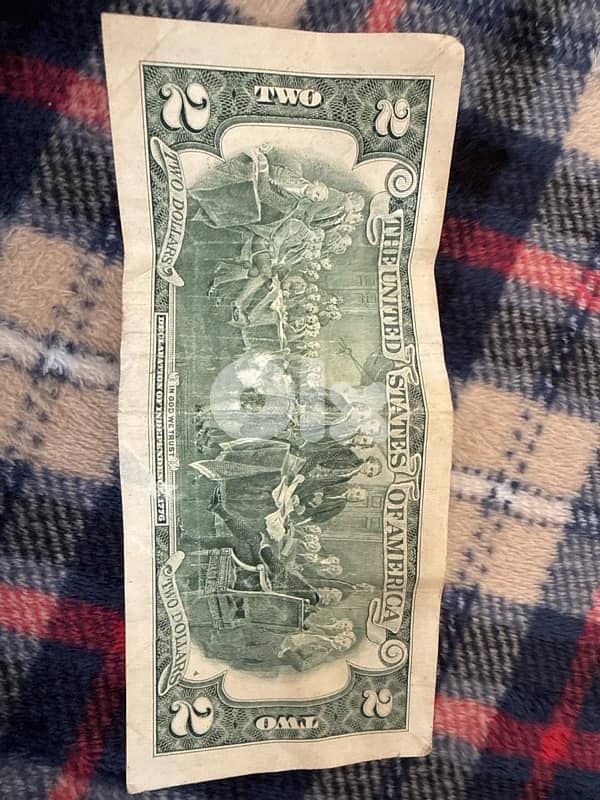 2
TWO
2
THE UNITED STATES OF AMERICA
TWO DOLLARS
TWO DOLLARS
IN GOD WE TRUST
DECLARATION OF INDEPENDENCE, 1776
2
TWO
2